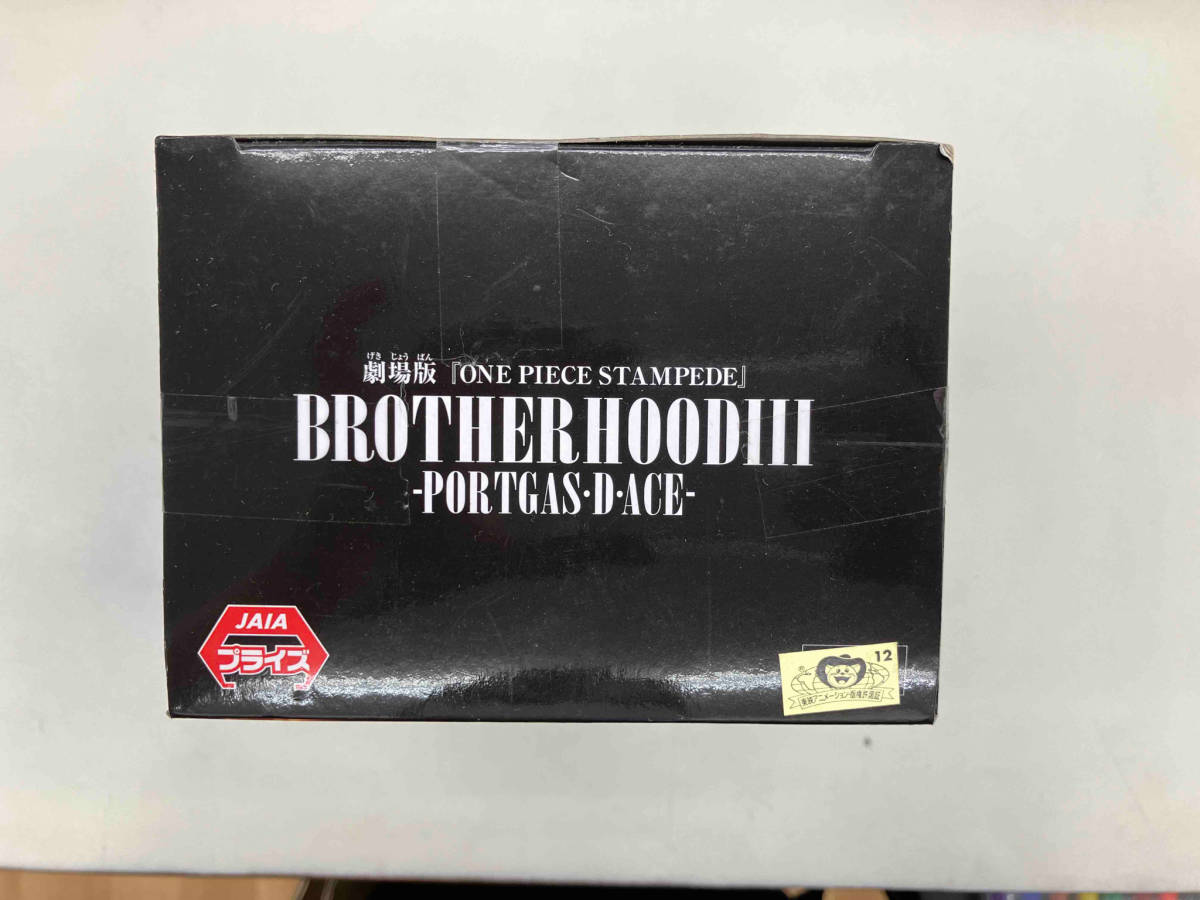 げき じょう ばん
劇場版『ONE PIECE STAMPEDE』
BROTHERHOODIII
-PORTGAS・D・ACE-
JAIA
プライズ
12
®
東映アニメーション・版権許諾証